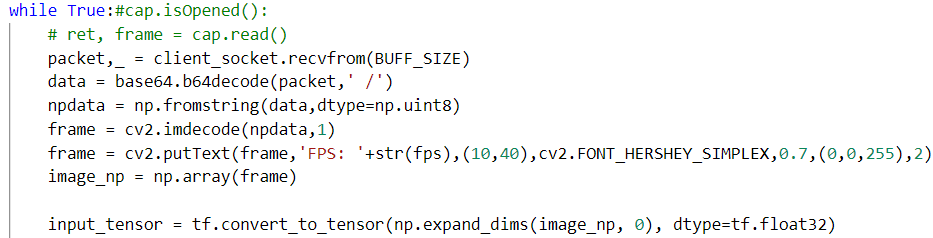 while True:#cap.isOpened():
    # ret, frame = cap.read()
    packet,_ = client_socket.recvfrom(BUFF_SIZE)
    data = base64.b64decode(packet,' /')
    npdata = np.fromstring(data,dtype=np.uint8)
    frame = cv2.imdecode(npdata,1)
    frame = cv2.putText(frame,'FPS: '+str(fps),(10,40),cv2.FONT_HERSHEY_SIMPLEX,0.7,(0,0,255),2)
    image_np = np.array(frame)

    input_tensor = tf.convert_to_tensor(np.expand_dims(image_np, 0), dtype=tf.float32)